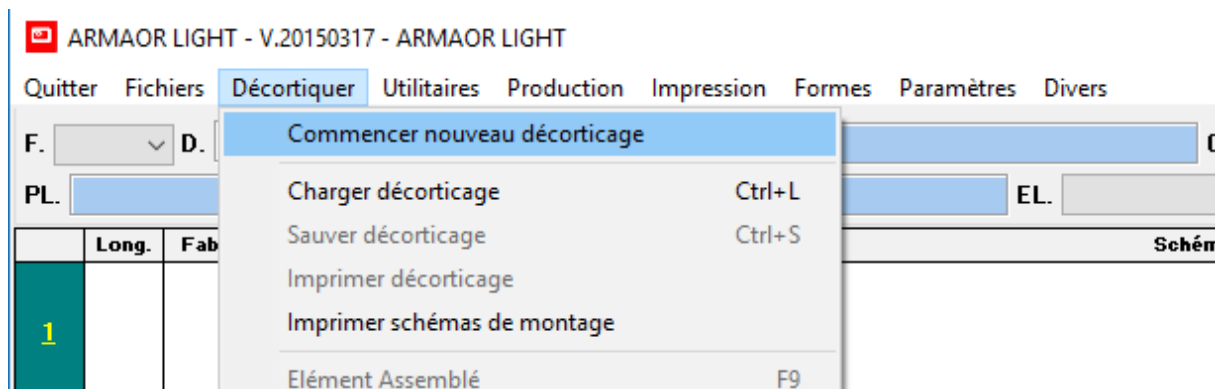 ARMAOR LIGHT - V.20150317 - ARMAOR LIGHT
Quitter Fichiers Décortiquer Utilitaires Production Impression Formes Paramètres Divers
F. D. Commencer nouveau décorticage
PL. Charger décorticage Ctrl+L EL.
Long. Fab Sauver décorticage Ctrl+S Schém
Imprimer décorticage
1 Imprimer schémas de montage
Elément Assemblé F9